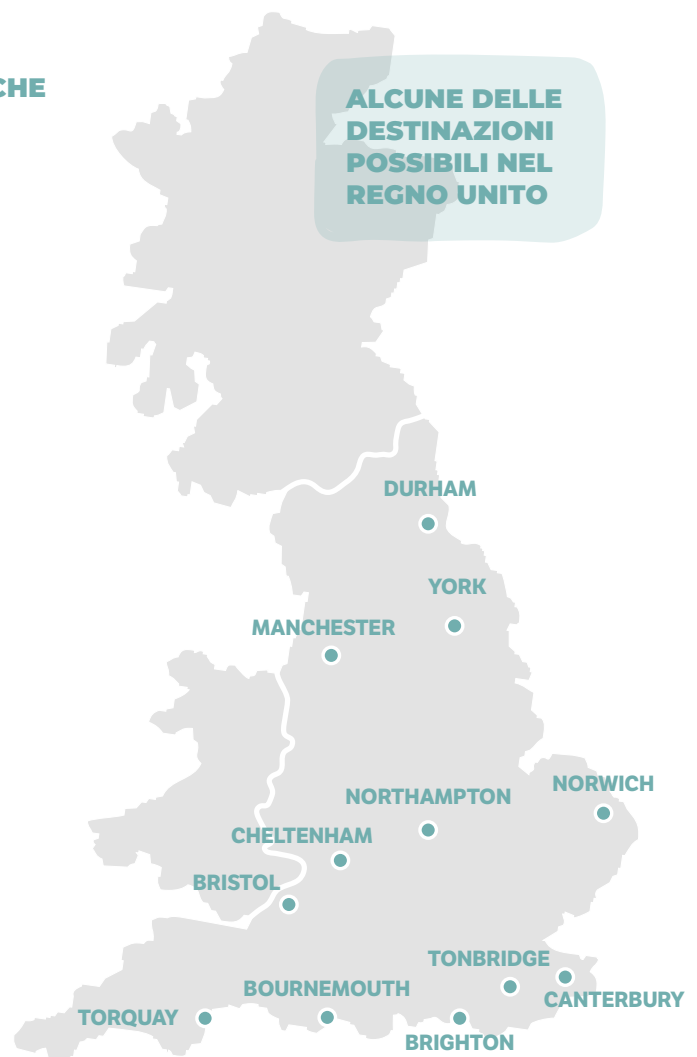 CHE
ALCUNE DELLE
DESTINAZIONI
POSSIBILI NEL
REGNO UNITO
DURHAM
YORK
MANCHESTER
NORWICH
NORTHAMPTON
CHELTENHAM
BRISTOL
TONBRIDGE
BOURNEMOUTH
CANTERBURY
TORQUAY
BRIGHTON